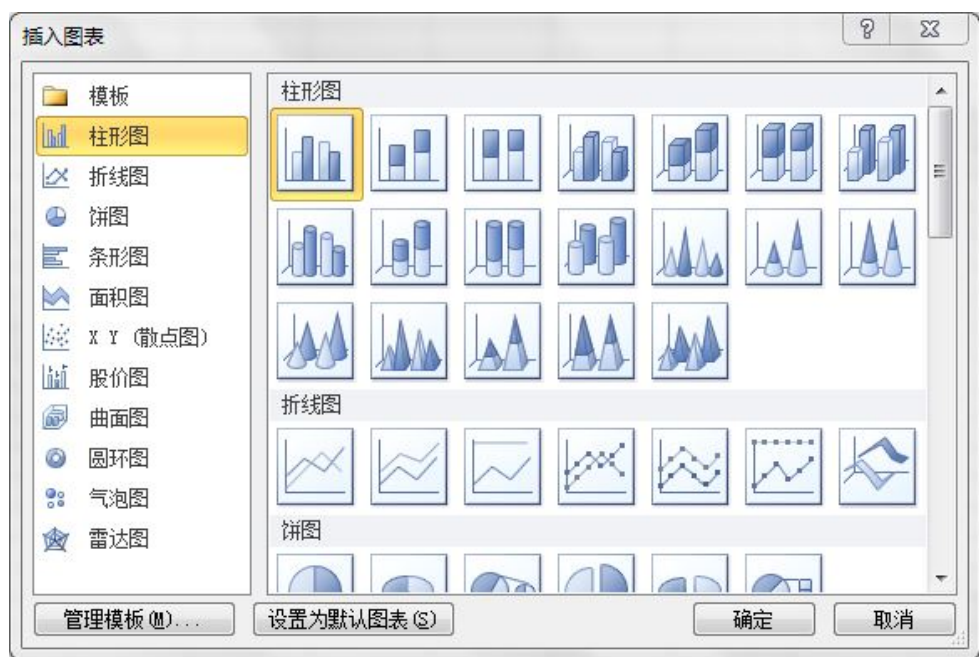 插入图表
模板
柱形图
折线图
饼图
条形图
面积图
X Y (散点图)
股价图
曲面图
圆环图
气泡图
雷达图
柱形图
折线图
饼图
管理模板(M)...
设置为默认图表(S)
确定
取消